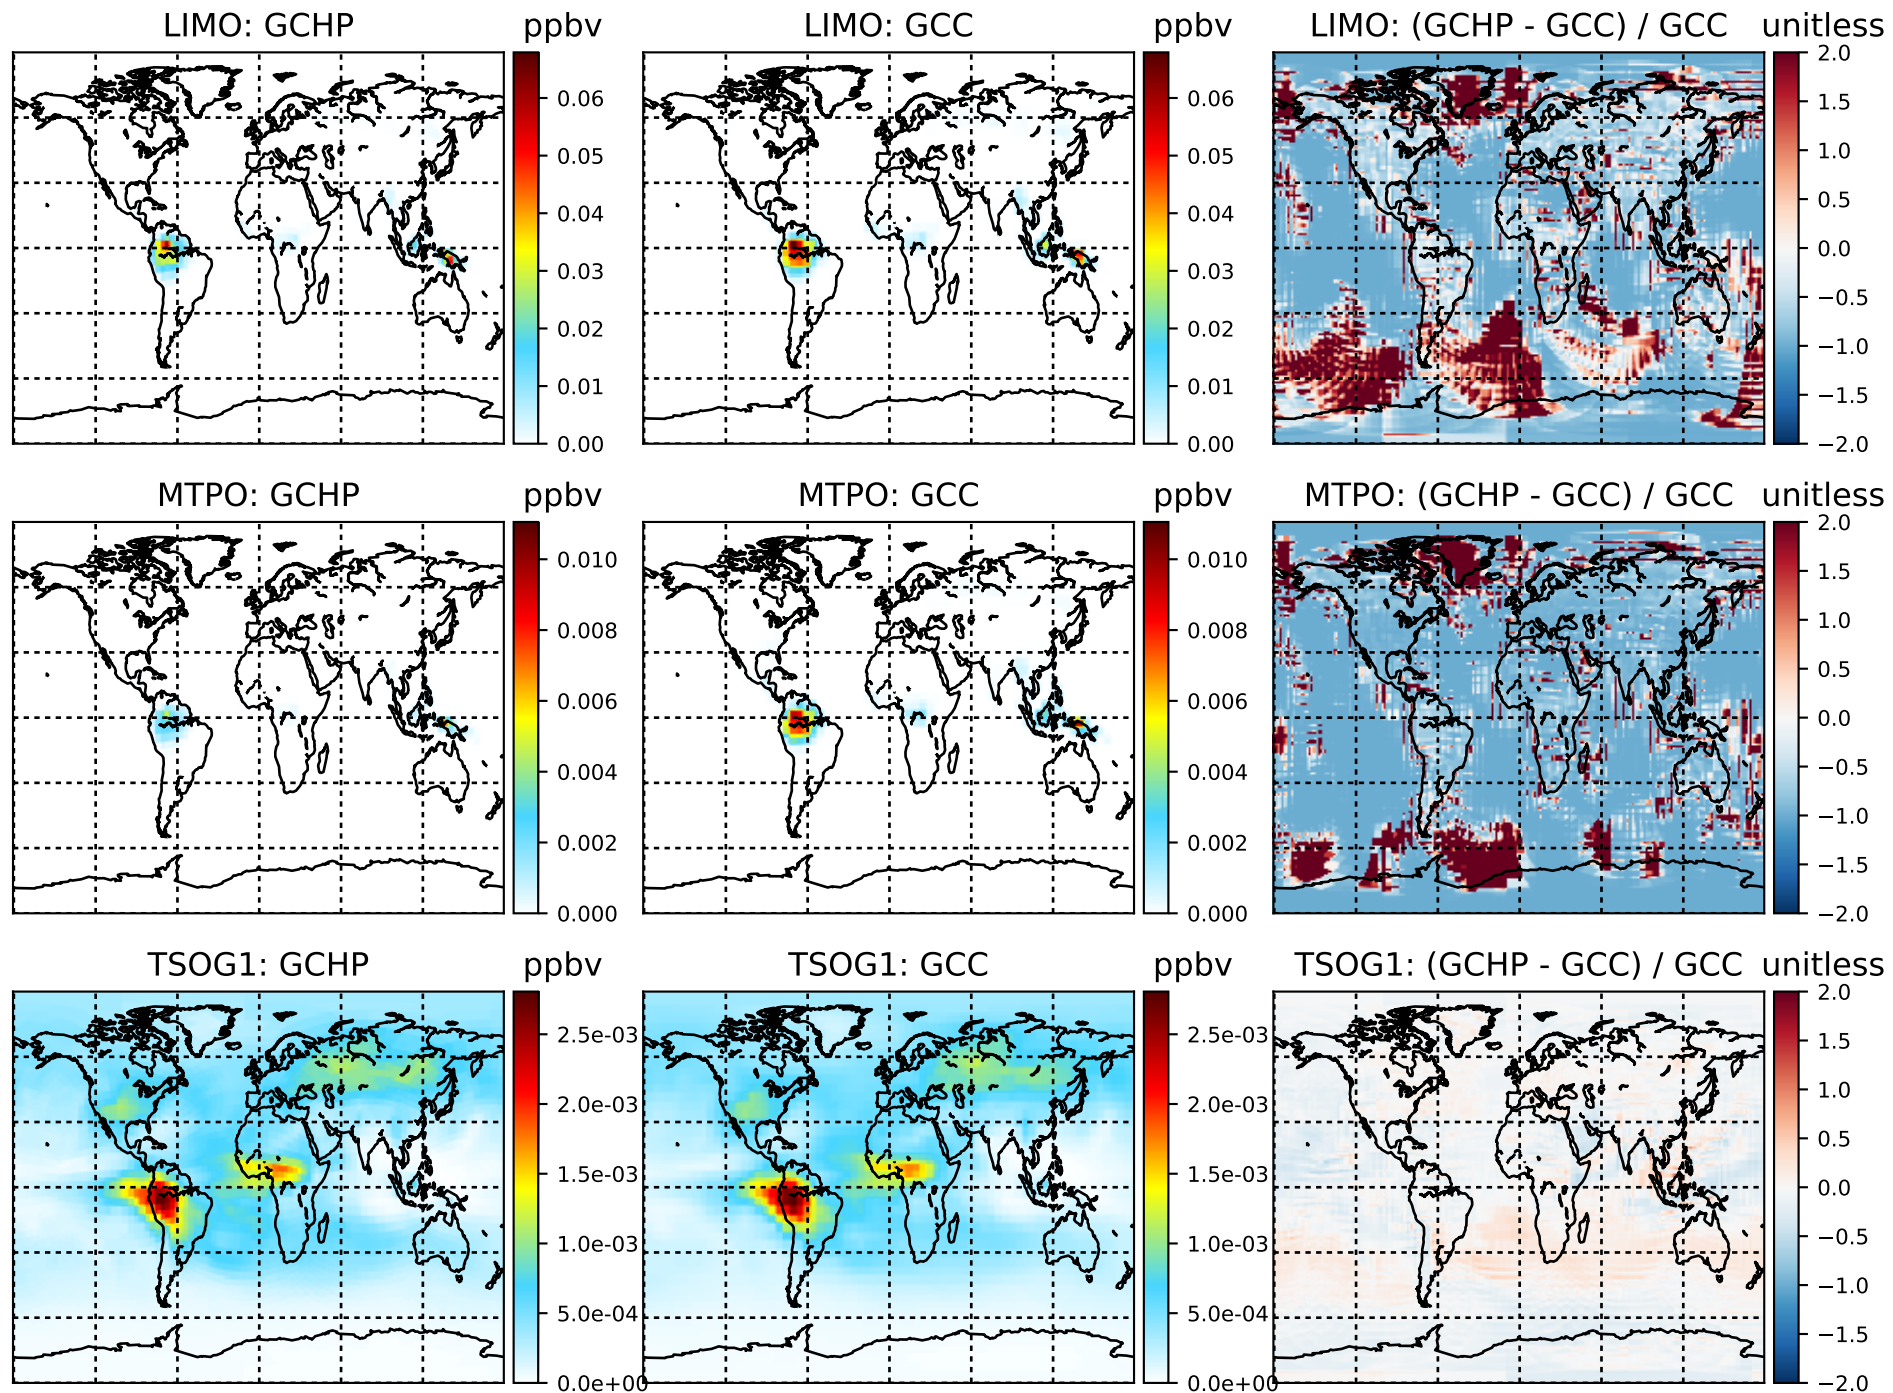 LIMO: GCHP ppbv LIMO: GCC ppbv LIMO: (GCHP - GCC) / GCC unitless
0.06 0.06 2.0
0.05 0.05 1.5
0.04 0.04 1.0
0.03 0.03 0.5
0.02 0.02 0.0
0.01 0.01 −0.5
0.00 0.00 −1.0
−1.5
−2.0
MTPO: GCHP ppbv MTPO: GCC ppbv MTPO: (GCHP - GCC) / GCC unitless
0.010 0.010 2.0
0.008 0.008 1.5
0.006 0.006 1.0
0.004 0.004 0.5
0.002 0.002 0.0
0.000 0.000 −0.5
−1.0
−1.5
−2.0
TSOG1: GCHP ppbv TSOG1: GCC ppbv TSOG1: (GCHP - GCC) / GCC unitless
2.5e-03 2.5e-03 2.0
2.0e-03 2.0e-03 1.5
1.5e-03 1.5e-03 1.0
1.0e-03 1.0e-03 0.5
5.0e-04 5.0e-04 0.0
0.0e+00 0.0e+00 −0.5
−1.0
−1.5
−2.0